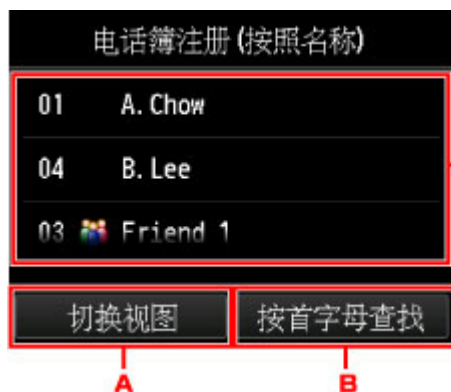 电话簿注册(按照名称)
01 A. Chow
04 B. Lee
03 Friend 1
切换视图 按首字母查找
A B